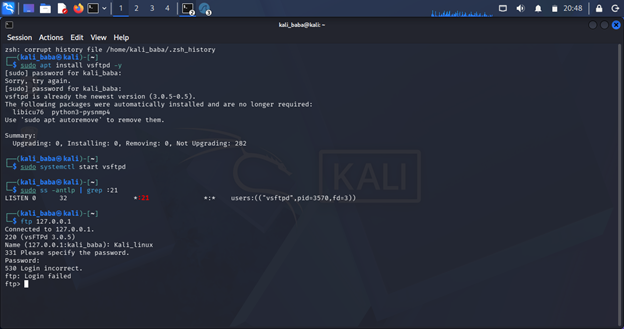 1 2 3 4 2 3 20:48
kali_baba@kali: ~
Session Actions Edit View Help
zsh: corrupt history file /home/kali_baba/.zsh_history
┌──(kali_baba㉿kali)-[~]
└─$ sudo apt install vsftpd -y
[sudo] password for kali_baba:
Sorry, try again.
[sudo] password for kali_baba:
vsftpd is already the newest version (3.0.5-0.5).
The following packages were automatically installed and are no longer required:
libicu76 python3-pysnmp4
Use 'sudo apt autoremove' to remove them.
Summary:
Upgrading: 0, Installing: 0, Removing: 0, Not Upgrading: 282
┌──(kali_baba㉿kali)-[~]
└─$ sudo systemctl start vsftpd
┌──(kali_baba㉿kali)-[~]
└─$ sudo ss -antlp | grep :21
LISTEN 0 32 *:21 *:* users:(("vsftpd",pid=3570,fd=3))
┌──(kali_baba㉿kali)-[~]
└─$ ftp 127.0.0.1
Connected to 127.0.0.1.
220 (vsFTPd 3.0.5)
Name (127.0.0.1:kali_baba): Kali_linux
331 Please specify the password.
Password:
530 Login incorrect.
ftp: Login failed
ftp>
KALI